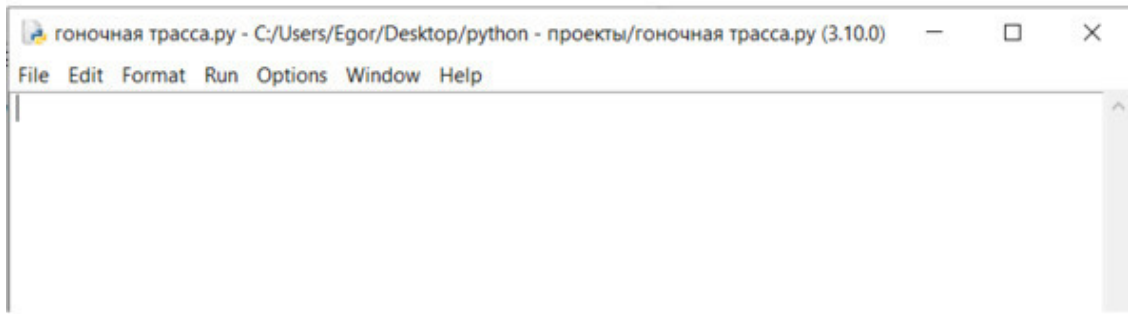 гоночная трасса.py - C:/Users/Egor/Desktop/python - проекты/гоночная трасса.py (3.10.0)
File Edit Format Run Options Window Help